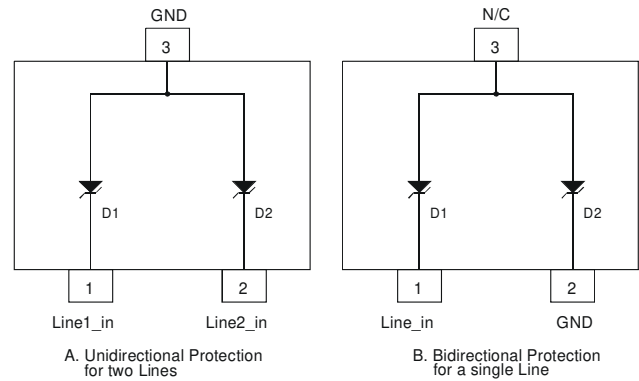 GND
3
D1
D2
1
2
Line1_in
Line2_in
A. Unidirectional Protection
for two Lines
N/C
3
D1
D2
1
2
Line_in
GND
B. Bidirectional Protection
for a single Line